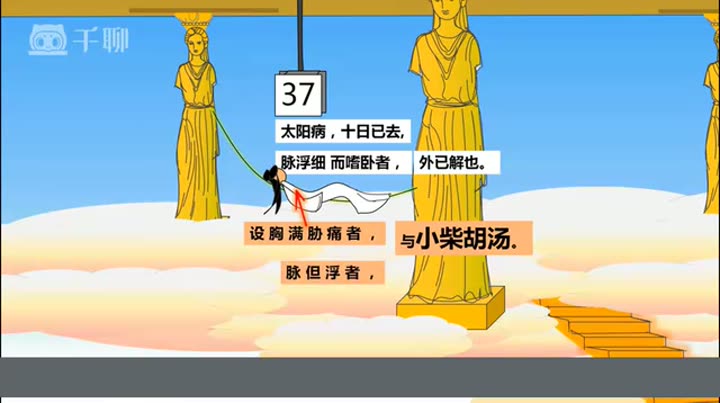 千聊
37
太阳病，十日已去,
脉浮细 而嗜卧者， 外已解也。
设胸满胁痛者， 与小柴胡汤。
脉但浮者，